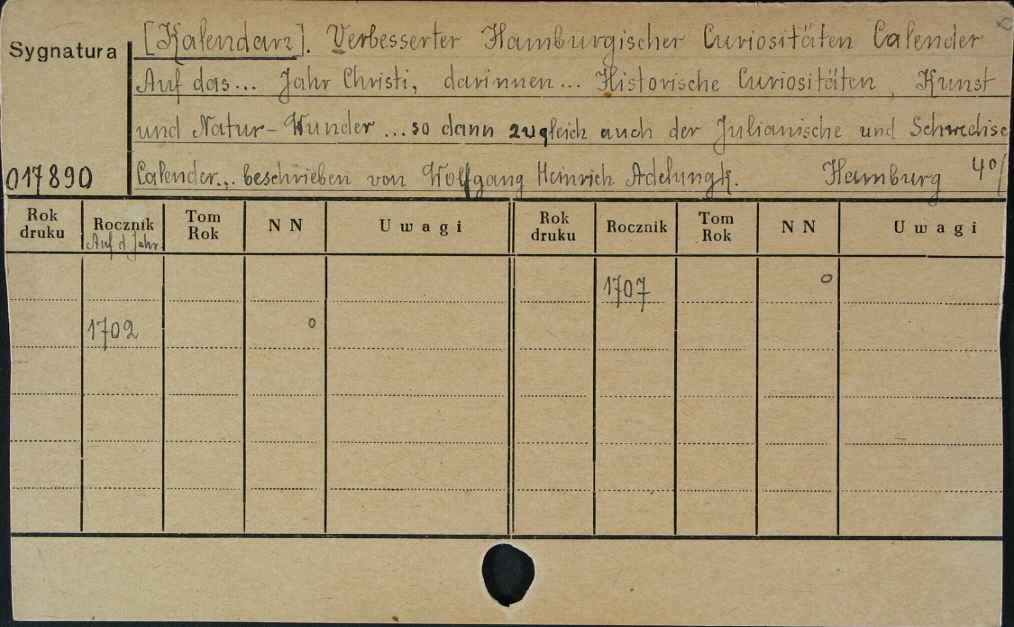 Sygnatura [Kalendarz]. Verbesserter Hamburgischer Curiositäten Calender
Auf das... Jahr Christi, darinnen... Historische Curiositäten, Kunst
und Natur-Wunder ... so dann zugleich auch der Julianische und Schwedise
017890 Calender... beschrieben von Wolfgang Heinrich Adelungk. Hamburg 4°/
Rok druku Rocznik Tom Rok NN Uwagi Rok druku Rocznik Tom Rok NN Uwagi
Auf d. Jahr
1707 o
1702 o